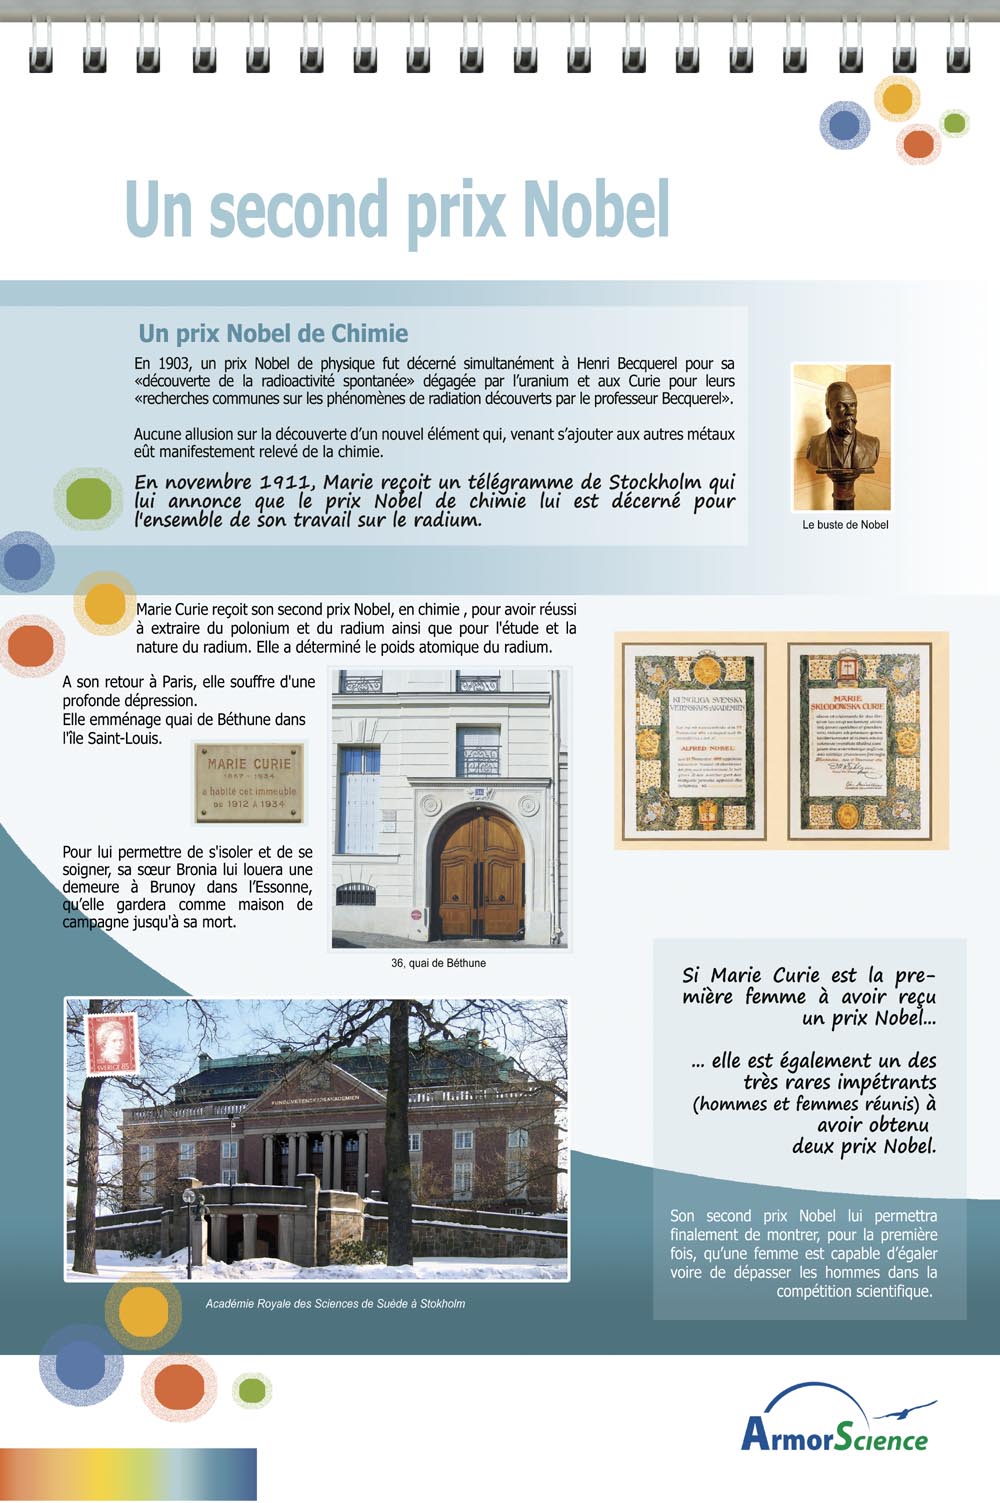 Un second prix Nobel
Un prix Nobel de Chimie
En 1903, un prix Nobel de physique fut décerné simultanément à Henri Becquerel pour sa
«découverte de la radioactivité spontanée» dégagée par l’uranium et aux Curie pour leurs
«recherches communes sur les phénomènes de radiation découverts par le professeur Becquerel».
Aucune allusion sur la découverte d’un nouvel élément qui, venant s’ajouter aux autres métaux
eût manifestement relevé de la chimie.
En novembre 1911, Marie reçoit un télégramme de Stockholm qui
lui annonce que le prix Nobel de chimie lui est décerné pour
l'ensemble de son travail sur le radium.
Le buste de Nobel
Marie Curie reçoit son second prix Nobel, en chimie , pour avoir réussi
à extraire du polonium et du radium ainsi que pour l'étude et la
nature du radium. Elle a déterminé le poids atomique du radium.
A son retour à Paris, elle souffre d'une
profonde dépression.
Elle emménage quai de Béthune dans
l'île Saint-Louis.
MARIE CURIE
1867 - 1934
a habité cet immeuble
DE 1912 À 1934
36
KUNGLIGA SVENSKA
VETENSKAPS-AKADEMIEN
ALFRED NOBEL
MARIE
SKLODOWSKA CURIE
Pour lui permettre de s'isoler et de se
soigner, sa sœur Bronia lui louera une
demeure à Brunoy dans l’Essonne,
qu’elle gardera comme maison de
campagne jusqu'à sa mort.
36, quai de Béthune
Si Marie Curie est la pre-
mière femme à avoir reçu
un prix Nobel...
... elle est également un des
très rares impétrants
(hommes et femmes réunis) à
avoir obtenu
deux prix Nobel.
SVERIGE 85
Son second prix Nobel lui permettra
finalement de montrer, pour la première
fois, qu’une femme est capable d’égaler
voire de dépasser les hommes dans la
compétition scientifique.
Académie Royale des Sciences de Suède à Stokholm
ArmorScience